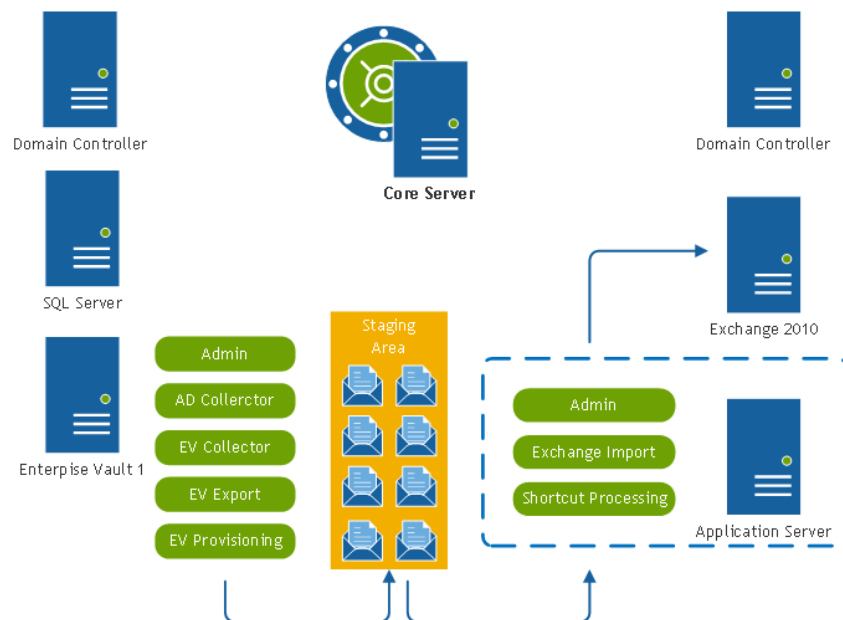 Domain Controller
Core Server
Domain Controller
SQL Server
Exchange 2010
Staging
Area
Admin
AD Collerctor
EV Collector
EV Export
EV Provisioning
Enterpise Vault 1
Admin
Exchange Import
Shortcut Processing
Application Server